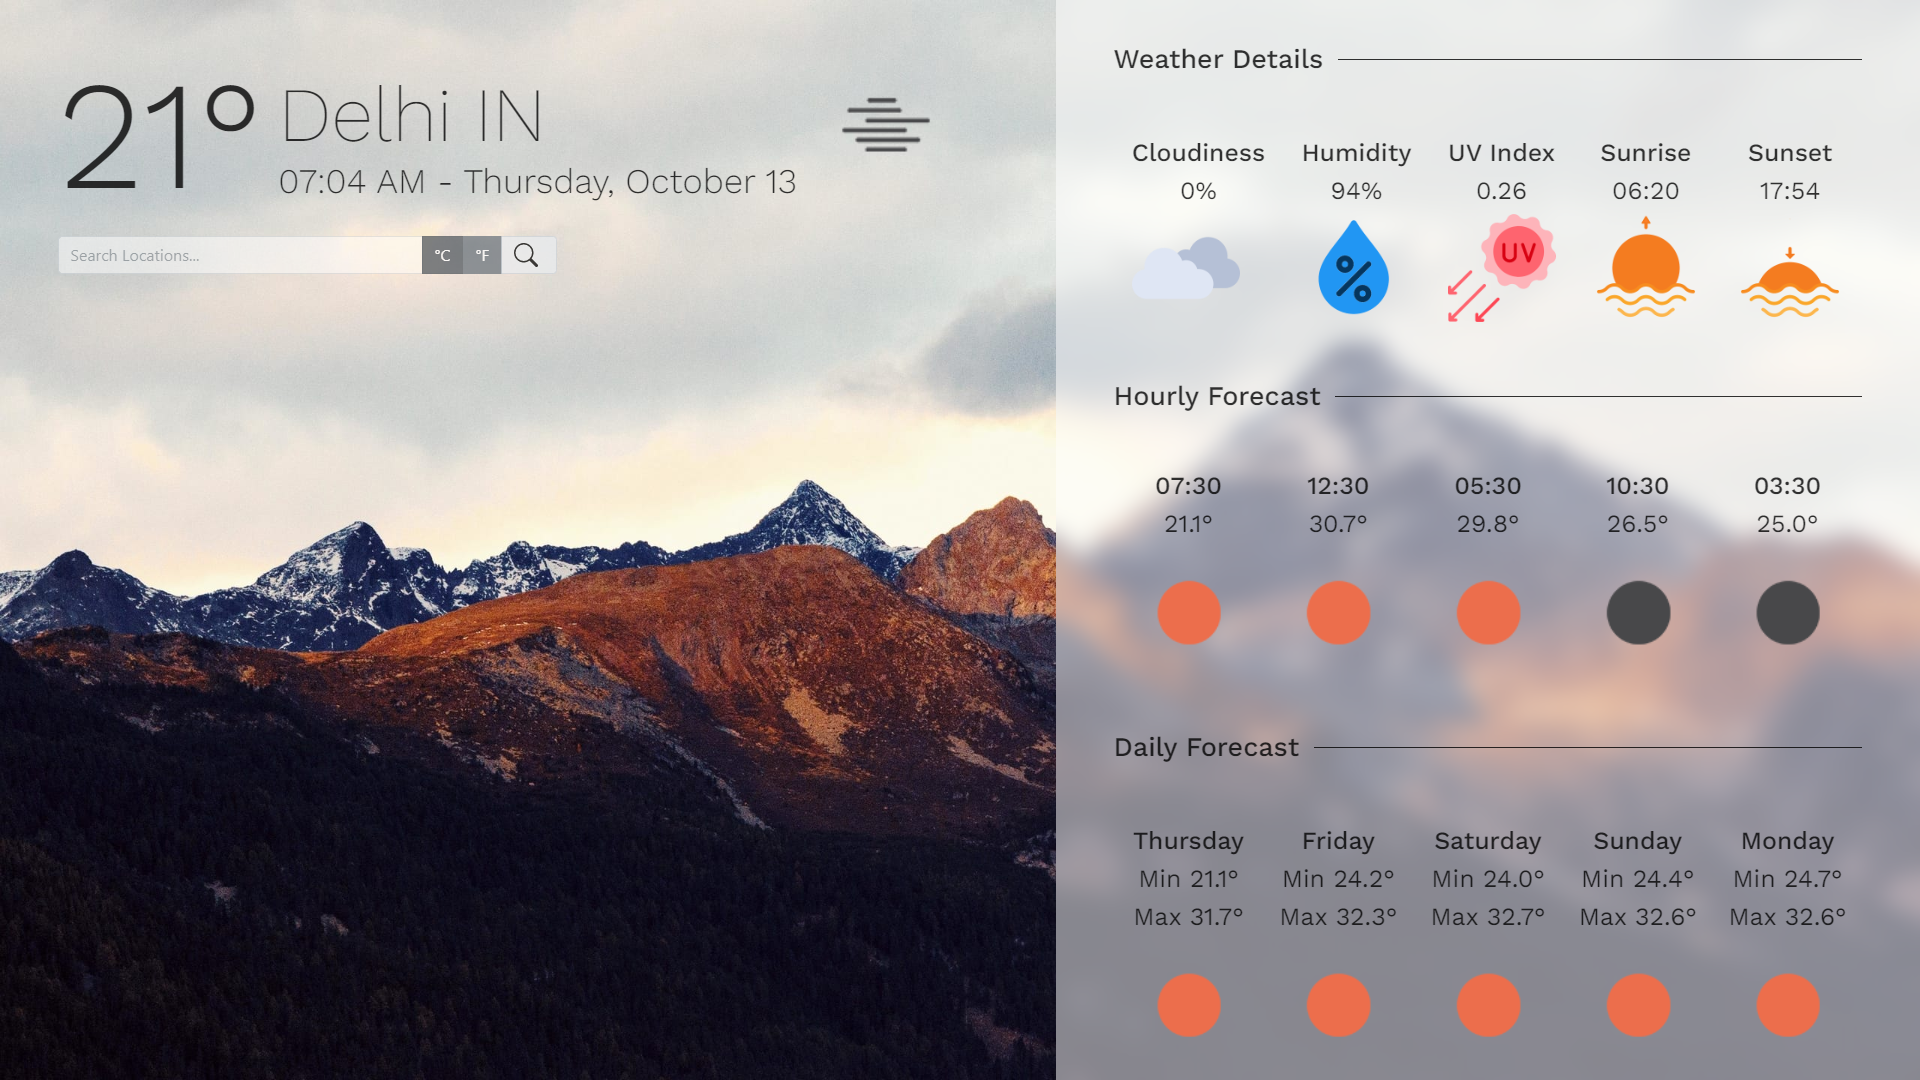 21°
Delhi IN
07:04 AM - Thursday, October 13
Search Locations...
°C
°F
Weather Details
Cloudiness Humidity UV Index Sunrise Sunset
0% 94% 0.26 06:20 17:54
%
UV
Hourly Forecast
07:30 12:30 05:30 10:30 03:30
21.1° 30.7° 29.8° 26.5° 25.0°
Daily Forecast
Thursday Friday Saturday Sunday Monday
Min 21.1° Min 24.2° Min 24.0° Min 24.4° Min 24.7°
Max 31.7° Max 32.3° Max 32.7° Max 32.6° Max 32.6°